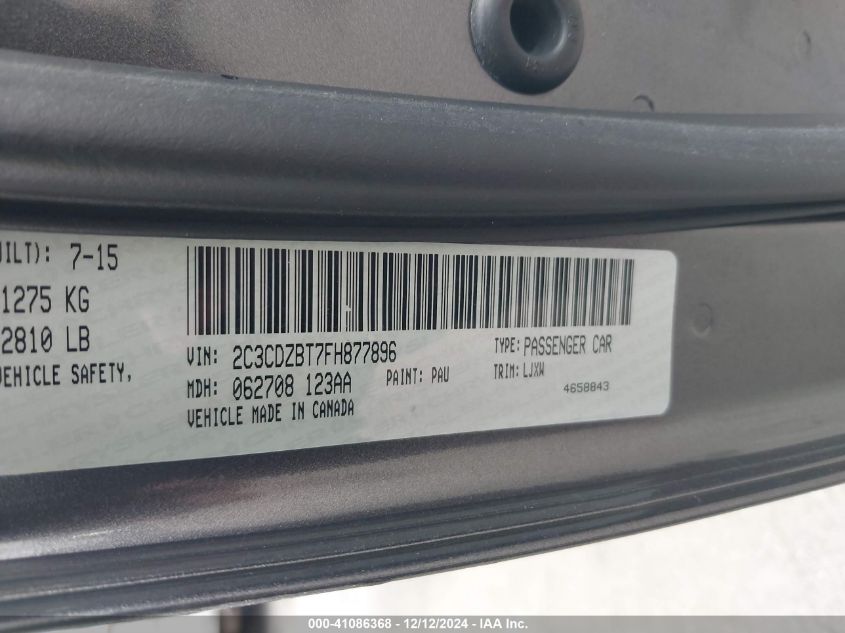 UILT): 7-15
1275 KG
2810 LB
VEHICLE SAFETY,
VIN: 2C3CDZBT7FH877896
TYPE: PASSENGER CAR
MDH: 062708 123AA
PAINT: PAU
TRIM: LJXW
VEHICLE MADE IN CANADA
4658843
000-41086368 - 12/12/2024 - IAA Inc.